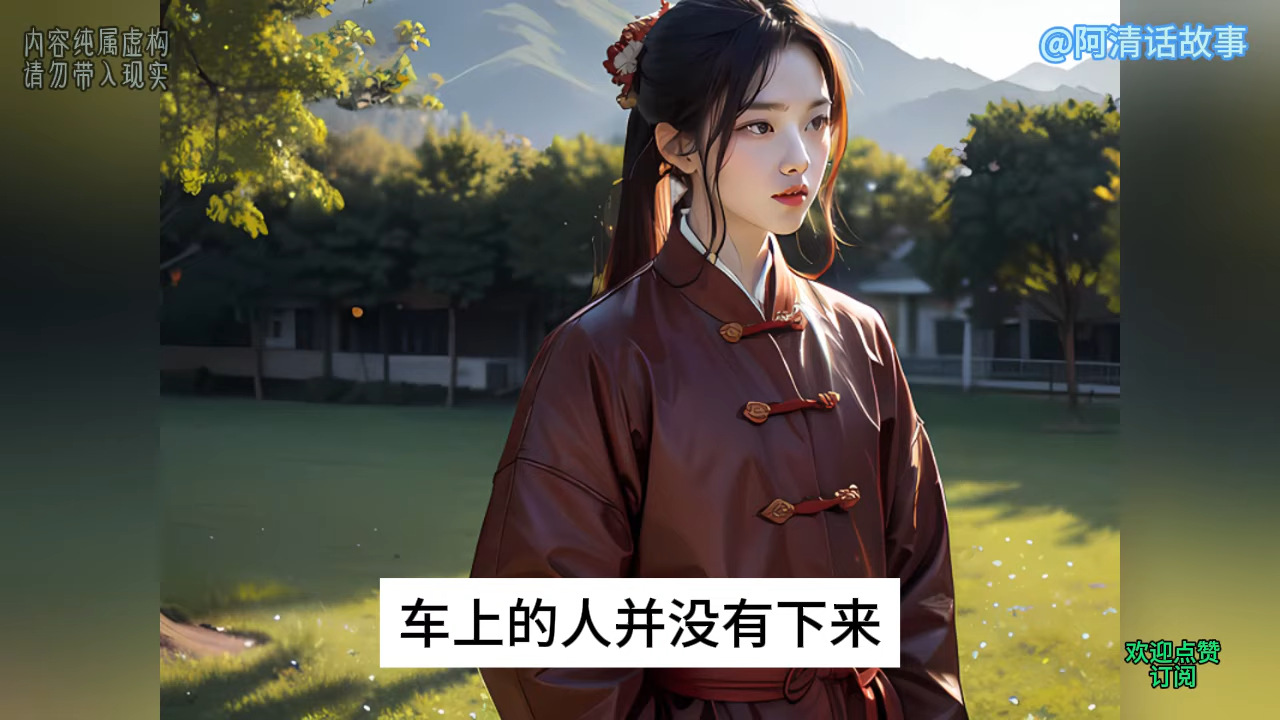 内容纯属虚构
请勿带入现实
@阿清话故事
车上的人并没有下来
欢迎点赞
订阅